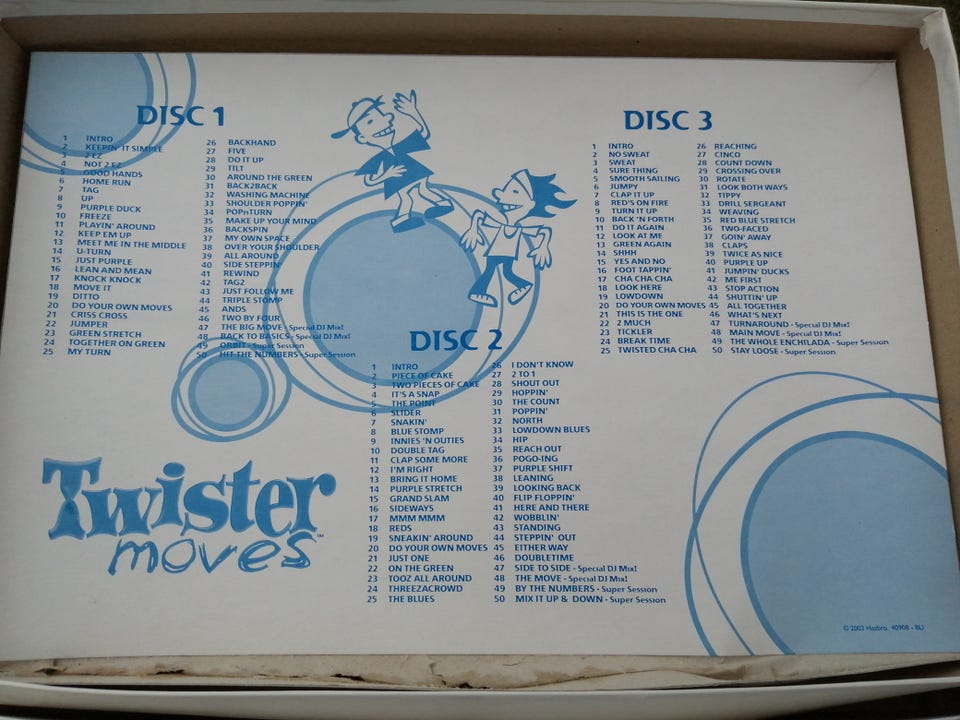 DISC 1
1 INTRO
2 KEEPIN' IT SIMPLE
3 2 EZ
4 NOT 2 EZ
5 GOOD HANDS
6 HOME RUN
7 TAG
8 UP
9 PURPLE DUCK
10 FREEZE
11 PLAYIN' AROUND
12 KEEP EM UP
13 MEET ME IN THE MIDDLE
14 U-TURN
15 JUST PURPLE
16 LEAN AND MEAN
17 KNOCK KNOCK
18 MOVE IT
19 DITTO
20 DO YOUR OWN MOVES
21 CRISS CROSS
22 JUMPER
23 GREEN STRETCH
24 TOGETHER ON GREEN
25 MY TURN
26 BACKHAND
27 FIVE
28 DO IT UP
29 TILT
30 AROUND THE GREEN
31 BACK2BACK
32 WASHING MACHINE
33 SHOULDER POPPIN'
34 POPnTURN
35 MAKE UP YOUR MIND
36 BACKSPIN
37 MY OWN SPACE
38 OVER YOUR SHOULDER
39 ALL AROUND
40 SIDE STEPPIN'
41 REWIND
42 TAG2
43 JUST FOLLOW ME
44 TRIPLE STOMP
45 ANDS
46 TWO BY FOUR
47 THE BIG MOVE - Special DJ Mix!
48 BACK TO BASICS - Special DJ Mix!
49 ORBIT - Super Session
50 HIT THE NUMBERS - Super Session
DISC 2
1 INTRO
2 PIECE OF CAKE
3 TWO PIECES OF CAKE
4 IT'S A SNAP
5 THE POINT
6 SLIDER
7 SNAKIN'
8 BLUE STOMP
9 INNIES 'N OUTIES
10 DOUBLE TAG
11 CLAP SOME MORE
12 I'M RIGHT
13 BRING IT HOME
14 PURPLE STRETCH
15 GRAND SLAM
16 SIDEWAYS
17 MMM MMM
18 REDS
19 SNEAKIN' AROUND
20 DO YOUR OWN MOVES
21 JUST ONE
22 ON THE GREEN
23 TOOZ ALL AROUND
24 THREEZACROWD
25 THE BLUES
26 I DON'T KNOW
27 2 TO 1
28 SHOUT OUT
29 HOPPIN'
30 THE COUNT
31 POPPIN'
32 NORTH
33 LOWDOWN BLUES
34 HIP
35 REACH OUT
36 POGO-ING
37 PURPLE SHIFT
38 LEANING
39 LOOKING BACK
40 FLIP FLOPPIN'
41 HERE AND THERE
42 WOBBLIN'
43 STANDING
44 STEPPIN' OUT
45 EITHER WAY
46 DOUBLETIME
47 SIDE TO SIDE - Special DJ Mix!
48 THE MOVE - Special DJ Mix!
49 BY THE NUMBERS - Super Session
50 MIX IT UP & DOWN - Super Session
DISC 3
1 INTRO
2 NO SWEAT
3 SWEAT
4 SURE THING
5 SMOOTH SAILING
6 JUMPY
7 CLAP IT UP
8 RED'S ON FIRE
9 TURN IT UP
10 BACK 'N FORTH
11 DO IT AGAIN
12 LOOK AT ME
13 GREEN AGAIN
14 SHHH
15 YES AND NO
16 FOOT TAPPIN'
17 CHA CHA CHA
18 LOOK HERE
19 LOWDOWN
20 DO YOUR OWN MOVES
21 THIS IS THE ONE
22 2 MUCH
23 TICKLER
24 BREAK TIME
25 TWISTED CHA CHA
26 REACHING
27 CINCO
28 COUNT DOWN
29 CROSSING OVER
30 ROTATE
31 LOOK BOTH WAYS
32 TIPPY
33 DRILL SERGEANT
34 WEAVING
35 RED BLUE STRETCH
36 TWO-FACED
37 GOIN' AWAY
38 CLAPS
39 TWICE AS NICE
40 PURPLE UP
41 JUMPIN' DUCKS
42 ME FIRST
43 STOP ACTION
44 SHUTTIN' UP
45 ALL TOGETHER
46 WHAT'S NEXT
47 TURNAROUND - Special DJ Mix!
48 MAIN MOVE - Special DJ Mix!
49 THE WHOLE ENCHILADA - Super Session
50 STAY LOOSE - Super Session
Twister™
moves
© 2003 Hasbro. 40908 - BLI